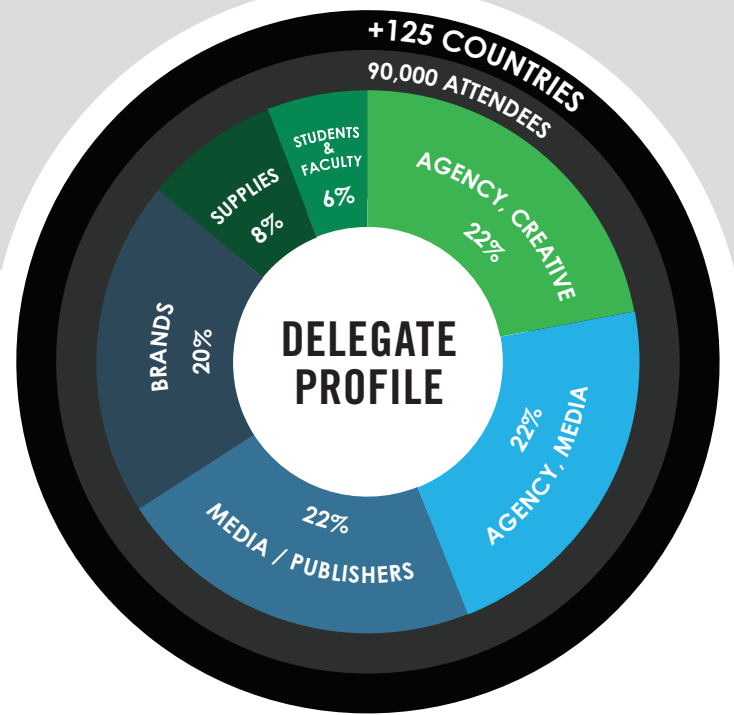 +125 COUNTRIES
90,000 ATTENDEES
AGENCY, CREATIVE
22%
22%
AGENCY, MEDIA
22%
MEDIA / PUBLISHERS
BRANDS
20%
SUPPLIES
8%
STUDENTS
&
FACULTY
6%
DELEGATE
PROFILE